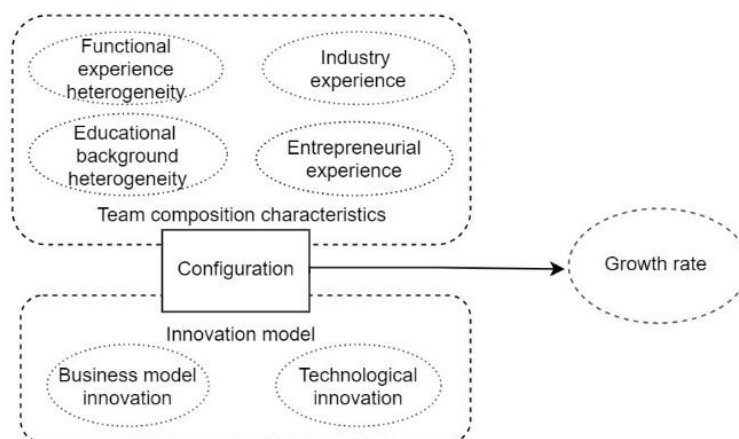 Functional
experience
heterogeneity
Industry
experience
Educational
background
heterogeneity
Entrepreneurial
experience
Team composition characteristics
Configuration
Growth rate
Innovation model
Business model
innovation
Technological
innovation